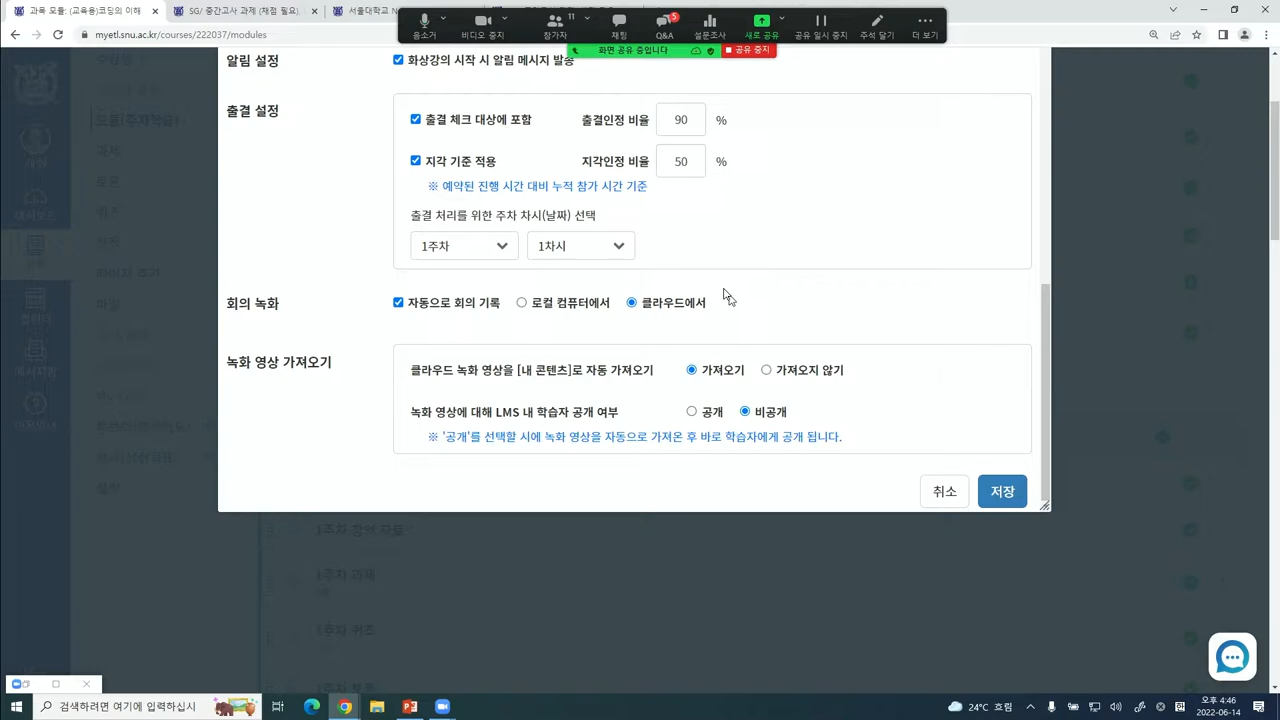 과목 모듈: (교육용)코딩의 이해
SG/ 중간고사 과제 (재점 필요).
서울대학교 N
myetl.snu.ac.kr/courses/222037/modules
음소거
비디오 중지
11
참가자
채팅
5
Q&A
설문조사
새로 공유
공유 일시 중지
주석 달기
더 보기
화면 공유 중입니다
공유 중지
알림 설정
화상강의 시작 시 알림 메시지 발송
출결 설정
출결 체크 대상에 포함
출결인정 비율
90
%
지각 기준 적용
지각인정 비율
50
%
※ 예약된 진행 시간 대비 누적 참가 시간 기준
출결 처리를 위한 주차 차시(날짜) 선택
1주차
1차시
회의 녹화
자동으로 회의 기록
로컬 컴퓨터에서
클라우드에서
녹화 영상 가져오기
클라우드 녹화 영상을 [내 콘텐츠]로 자동 가져오기
가져오기
가져오지 않기
녹화 영상에 대해 LMS 내 학습자 공개 여부
공개
비공개
※ '공개'를 선택할 시에 녹화 영상을 자동으로 가져온 후 바로 학습자에게 공개 됩니다.
취소
저장
1주차 강의 자료
1주차 과제
1주차 퀴즈
1주차 토론
검색하려면 여기에 입력하십시
24°C 흐림
오후 4:46
2022-06-14